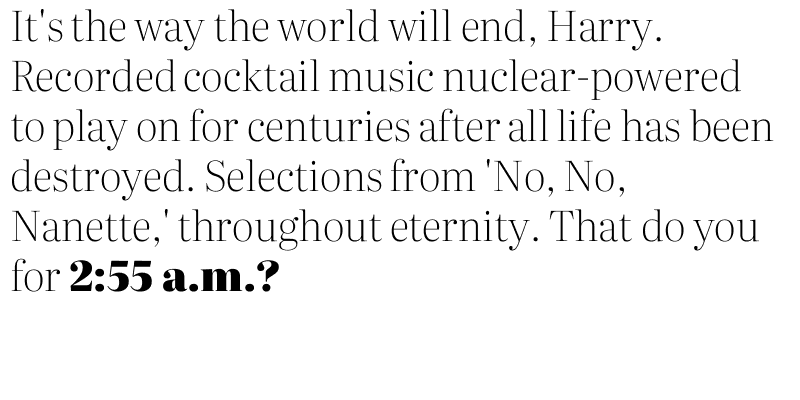 It's the way the world will end, Harry.
Recorded cocktail music nuclear-powered
to play on for centuries after all life has been
destroyed. Selections from 'No, No,
Nanette,' throughout eternity. That do you
for 2:55 a.m.?